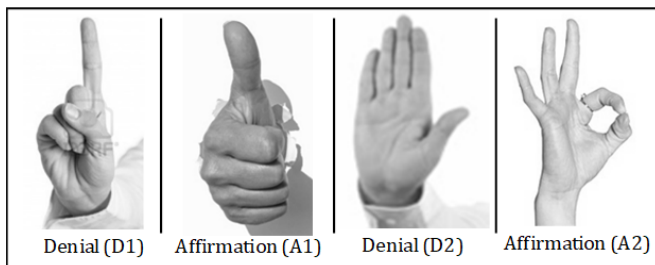 Denial (D1)
Affirmation (A1)
Denial (D2)
Affirmation (A2)